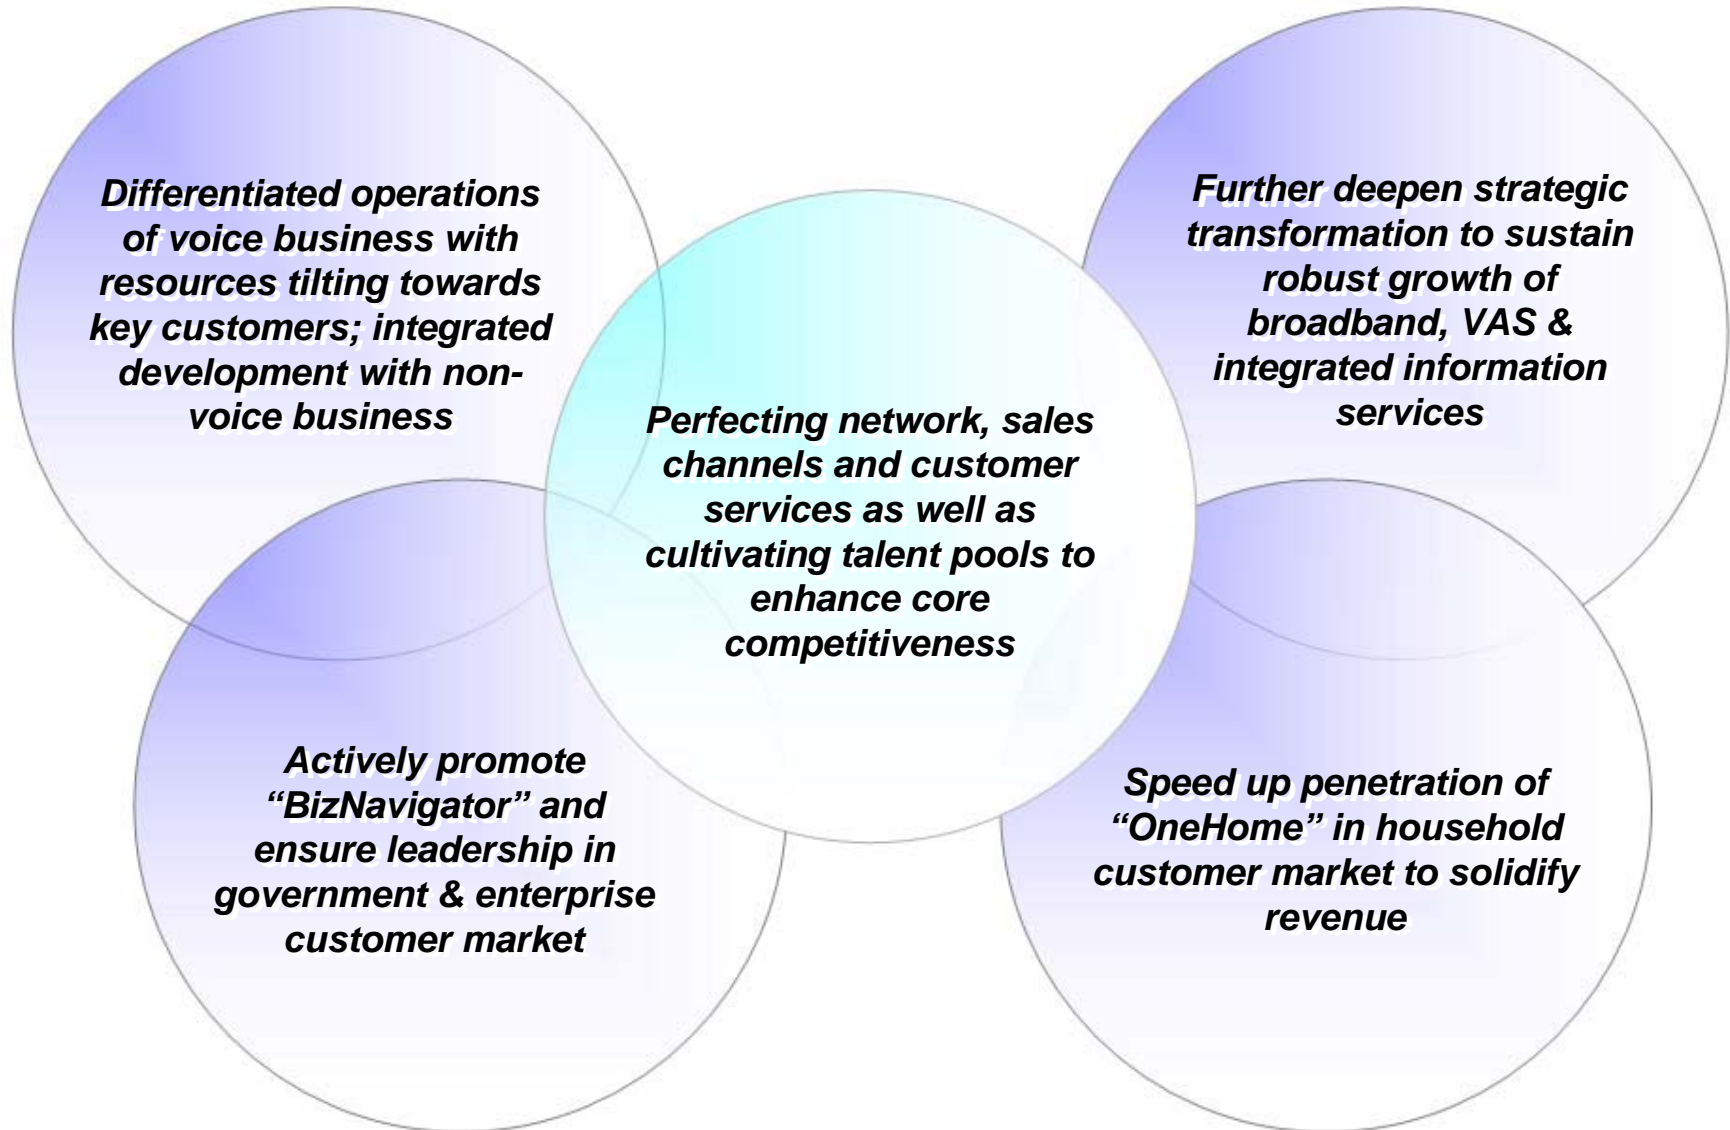 Differentiated operations
of voice business with
resources tilting towards
key customers; integrated
development with non-
voice business
Further deepen strategic
transformation to sustain
robust growth of
broadband, VAS &
integrated information
services
Perfecting network, sales
channels and customer
services as well as
cultivating talent pools to
enhance core
competitiveness
Actively promote
“BizNavigator” and
ensure leadership in
government & enterprise
customer market
Speed up penetration of
“OneHome” in household
customer market to solidify
revenue